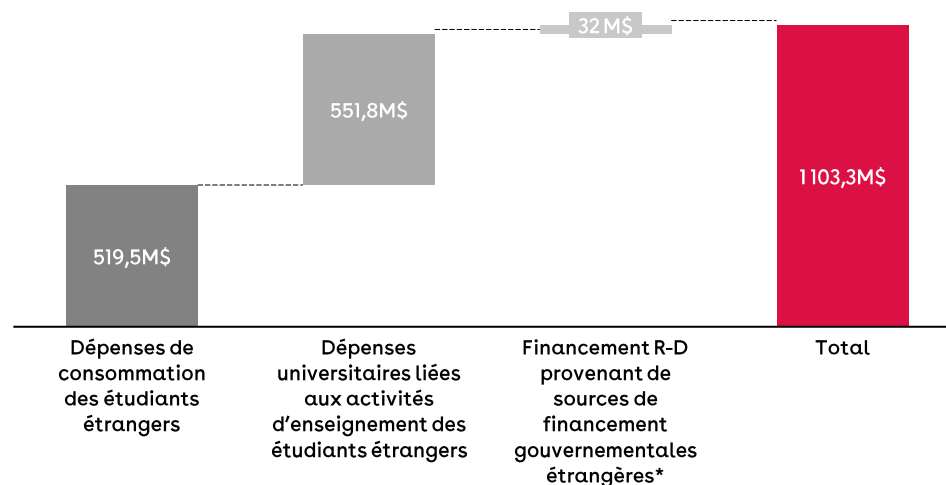 32 M$
551,8M$
1 103,3M$
519,5M$
Dépenses de
consommation
des étudiants
étrangers
Dépenses
universitaires liées
aux activités
d’enseignement des
étudiants étrangers
Financement R-D
provenant de
sources de
financement
gouvernementales
étrangères*
Total